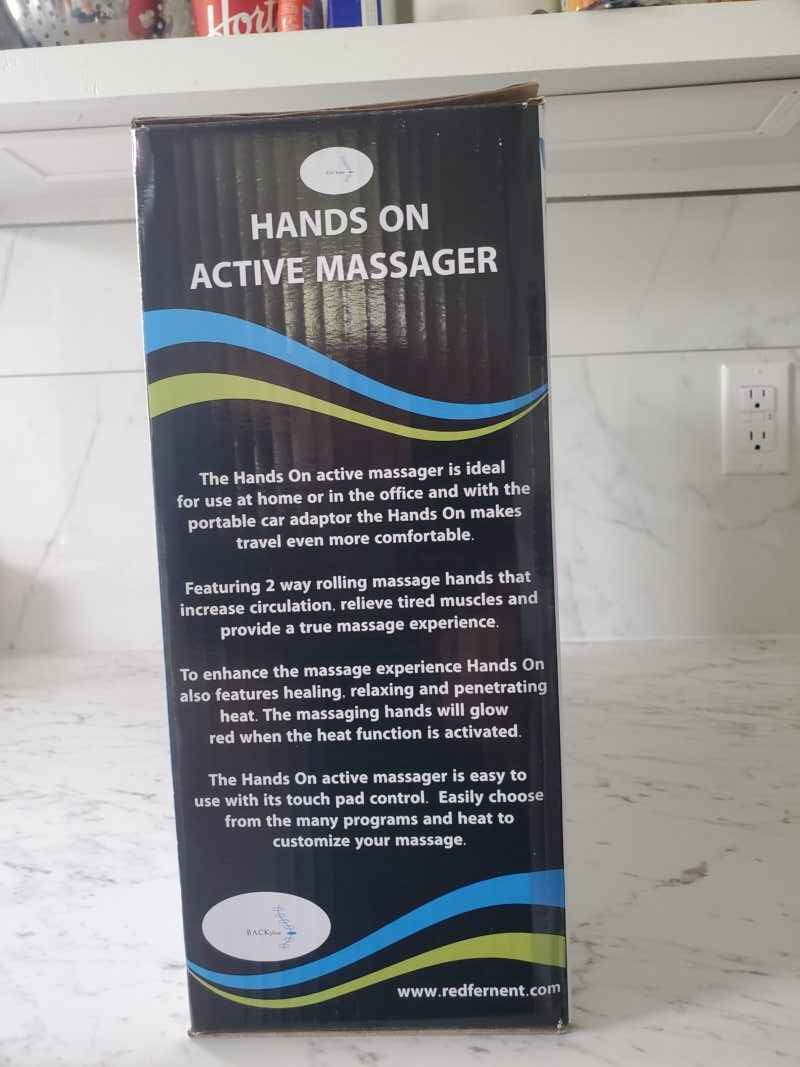 Hort
HANDS ON
ACTIVE MASSAGER
The Hands On active massager is ideal
for use at home or in the office and with the
portable car adaptor the Hands On makes
travel even more comfortable.
Featuring 2 way rolling massage hands that
increase circulation, relieve tired muscles and
provide a true massage experience.
To enhance the massage experience Hands On
also features healing, relaxing and penetrating
heat. The massaging hands will glow
red when the heat function is activated.
The Hands On active massager is easy to
use with its touch pad control. Easily choose
from the many programs and heat to
customize your massage.
BACKplus
www.redfernent.com